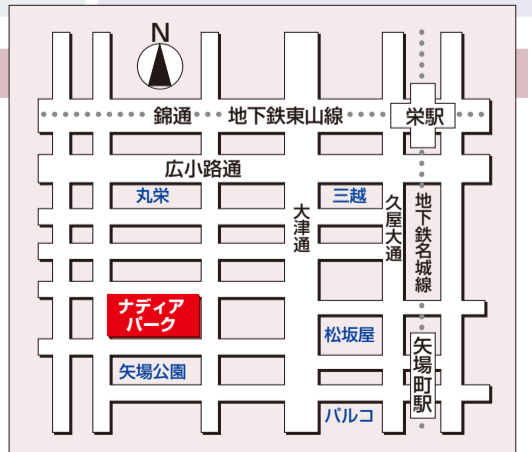 N
錦通
地下鉄東山線
栄駅
広小路通
丸栄
三越
大津通
久屋大通
地下鉄名城線
ナディア
パーク
松坂屋
矢場町駅
矢場公園
パルコ